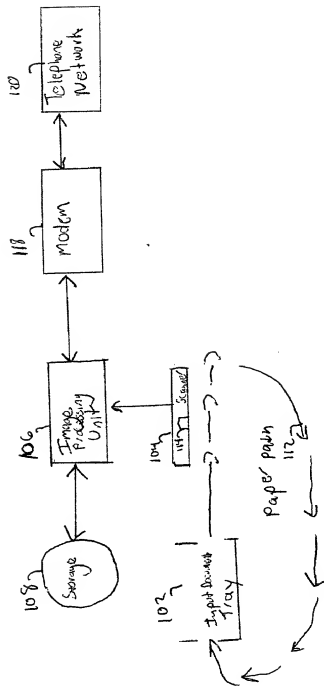 108
Storage
106
Image
Processing
Unit
118
Modem
120
Telephone
Network
102
Input Document
Tray
104
114 Scanner
Paper path
112